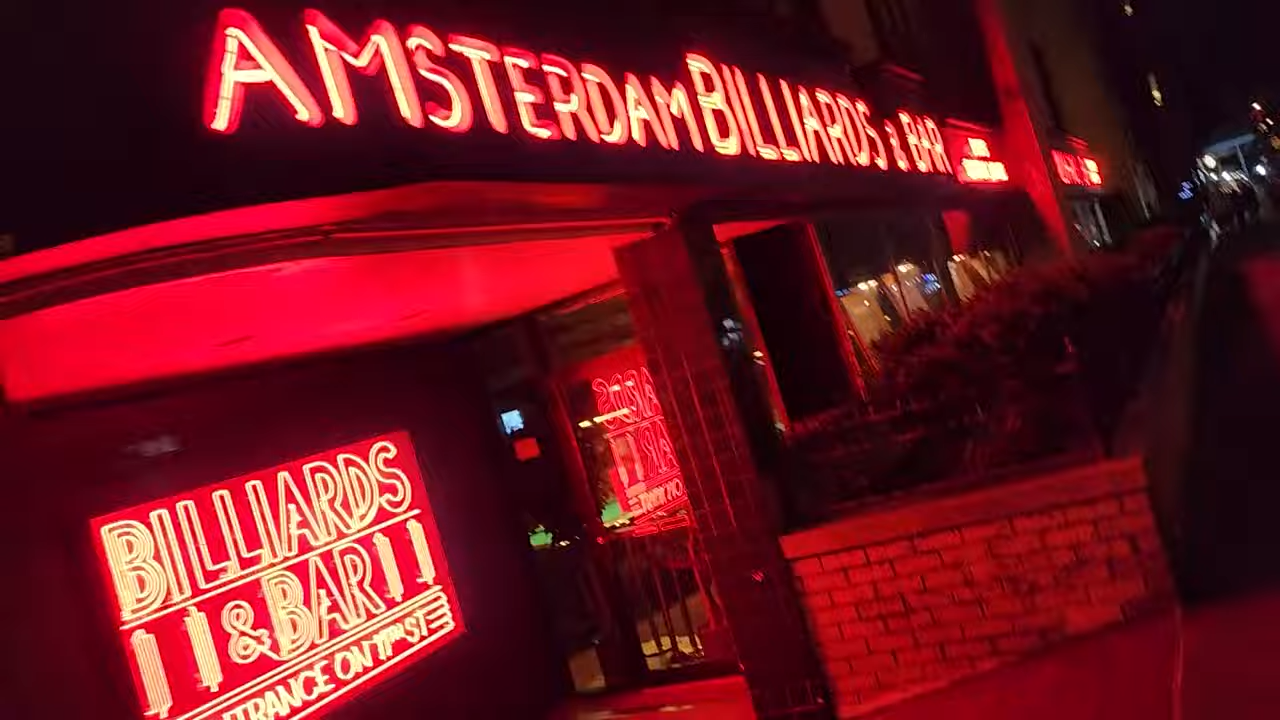 AMSTERDAM BILLIARDS & BAR
BILLIARDS
& BAR
ENTRANCE ON 11TH ST